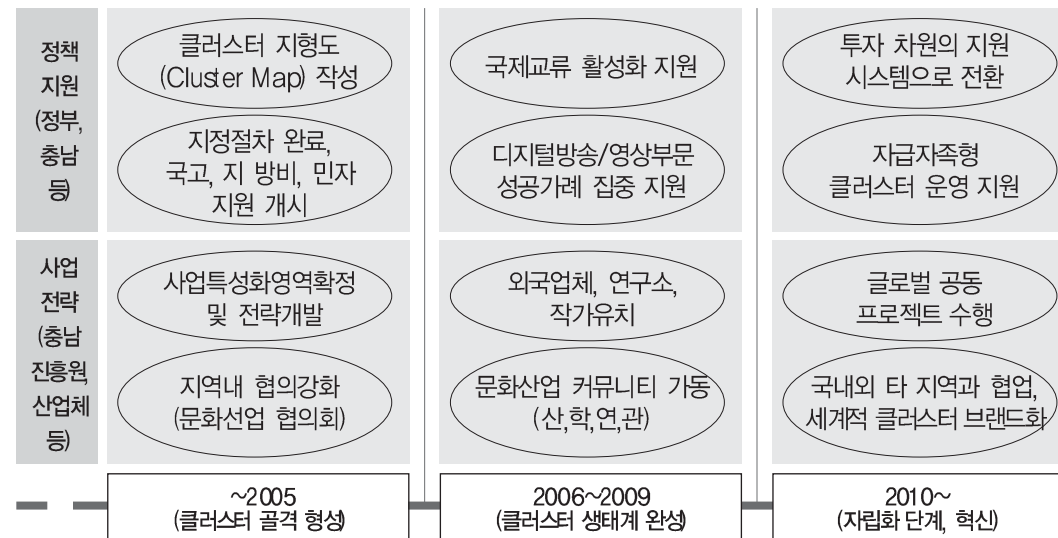 정책
지원
(정부,
충남
등)
클러스터 지형도
(Cluster Map) 작성
국제교류 활성화 지원
투자 차원의 지원
시스템으로 전환
지정절차 완료,
국고, 지 방비, 민자
지원 개시
디지털방송/영상부문
성공가례 집중 지원
자급자족형
클러스터 운영 지원
사업
전략
(충남
진흥원,
산업체
등)
사업특성화영역확정
및 전략개발
외국업체, 연구소,
작가유치
글로벌 공동
프로젝트 수행
지역내 협의강화
(문화선업 협의회)
문화산업 커뮤니티 가동
(산,학,연,관)
국내외 타 지역과 협업,
세계적 클러스터 브랜드화
~2005
(클러스터 골격 형성)
2006~2009
(클러스터 생태계 완성)
2010~
(자립화 단계, 혁신)